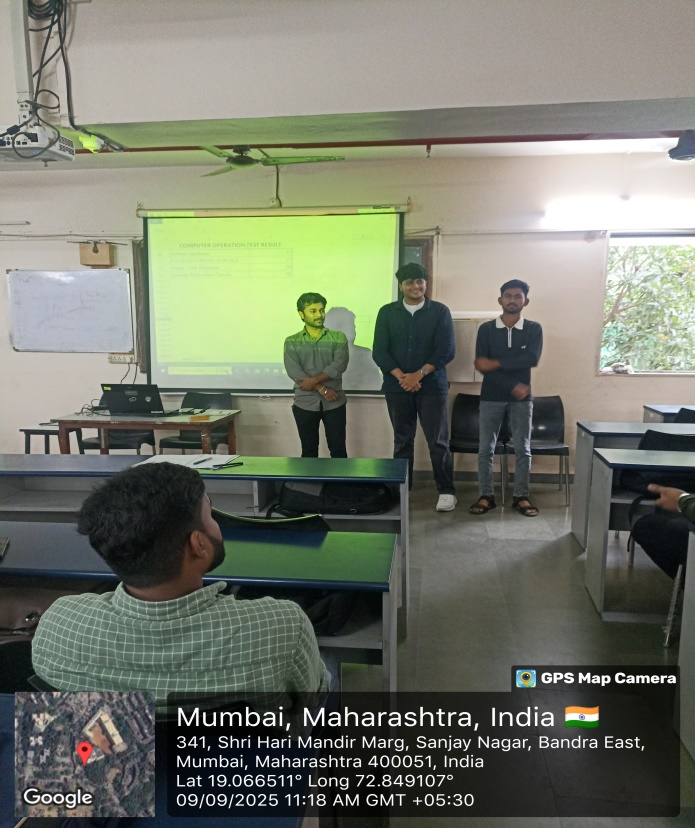 COMPUTER OPERATION TEST RESULT
GPS Map Camera
Mumbai, Maharashtra, India 🇮🇳
341, Shri Hari Mandir Marg, Sanjay Nagar, Bandra East,
Mumbai, Maharashtra 400051, India
Lat 19.066511° Long 72.849107°
09/09/2025 11:18 AM GMT +05:30
Google